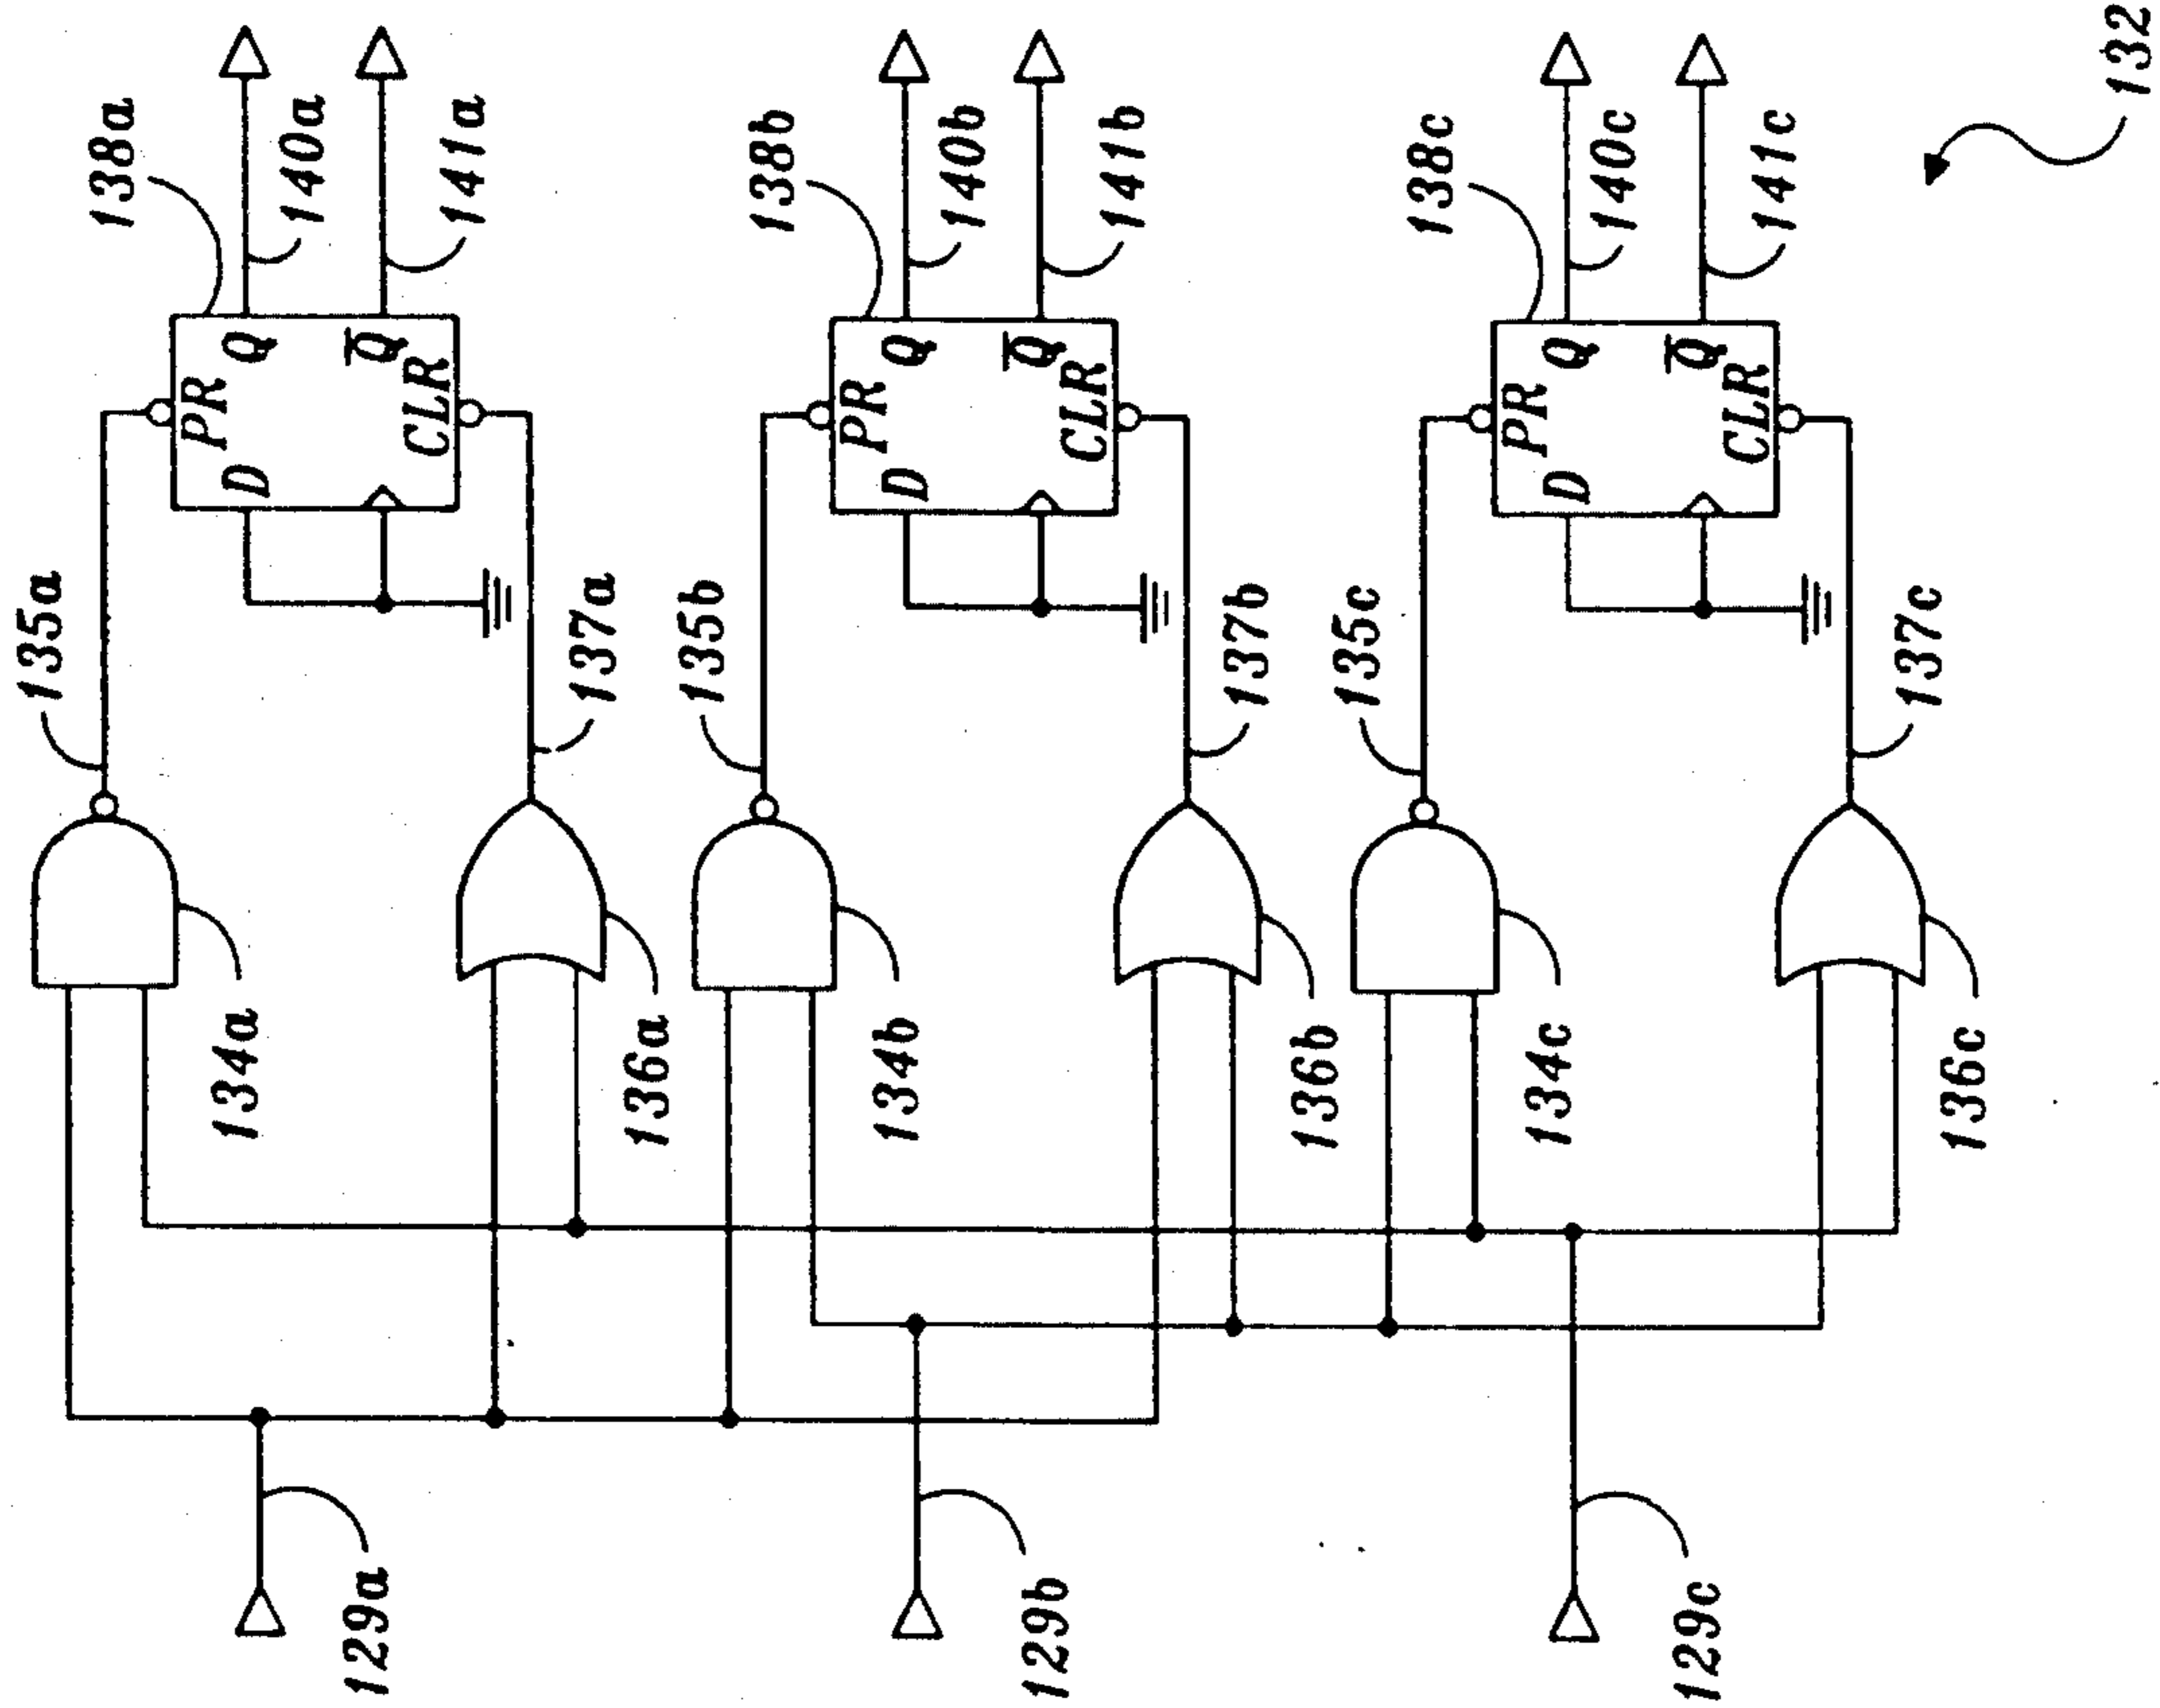 135a
138a
140a
PR
Q
D
Q̅
CLR
141a
134a
137a
136a
129a
135b
138b
140b
PR
Q
D
Q̅
CLR
141b
134b
137b
136b
129b
135c
138c
140c
PR
Q
D
Q̅
CLR
141c
134c
137c
136c
129c
132